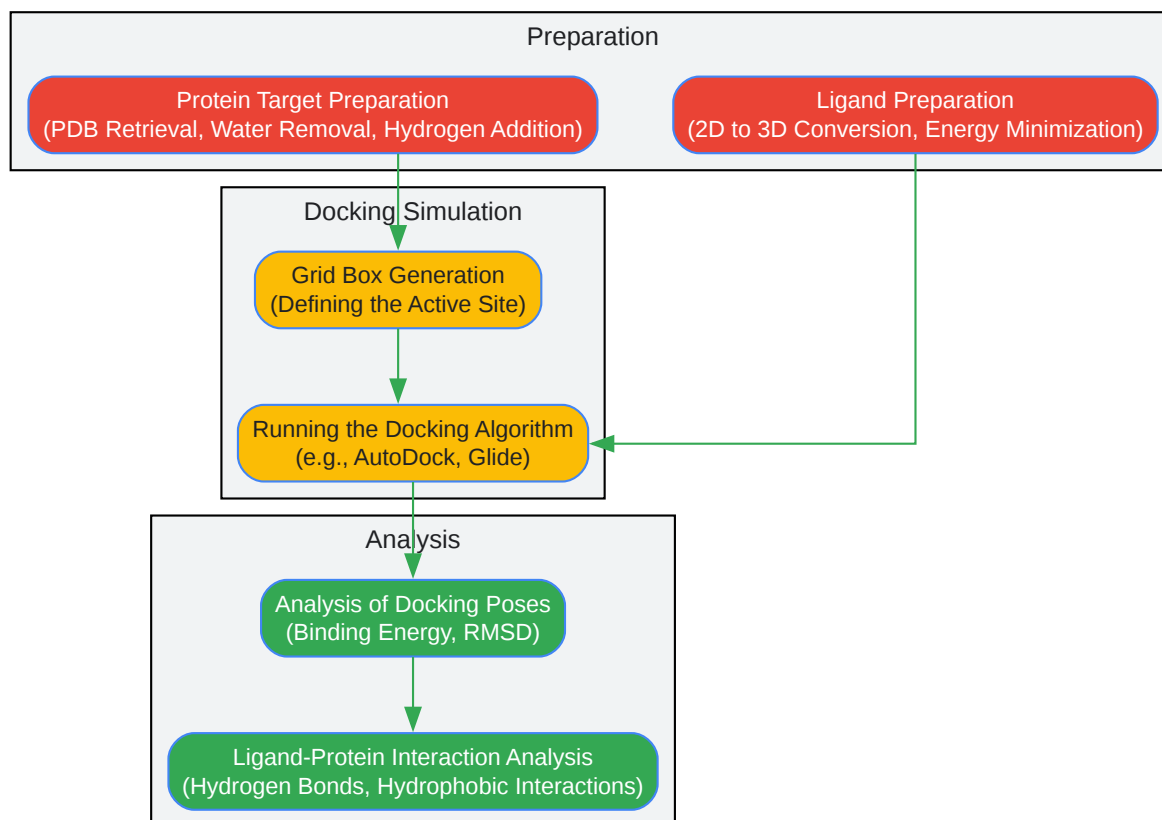 Preparation
Protein Target Preparation
(PDB Retrieval, Water Removal, Hydrogen Addition)
Ligand Preparation
(2D to 3D Conversion, Energy Minimization)
Docking Simulation
Grid Box Generation
(Defining the Active Site)
Running the Docking Algorithm
(e.g., AutoDock, Glide)
Analysis
Analysis of Docking Poses
(Binding Energy, RMSD)
Ligand-Protein Interaction Analysis
(Hydrogen Bonds, Hydrophobic Interactions)